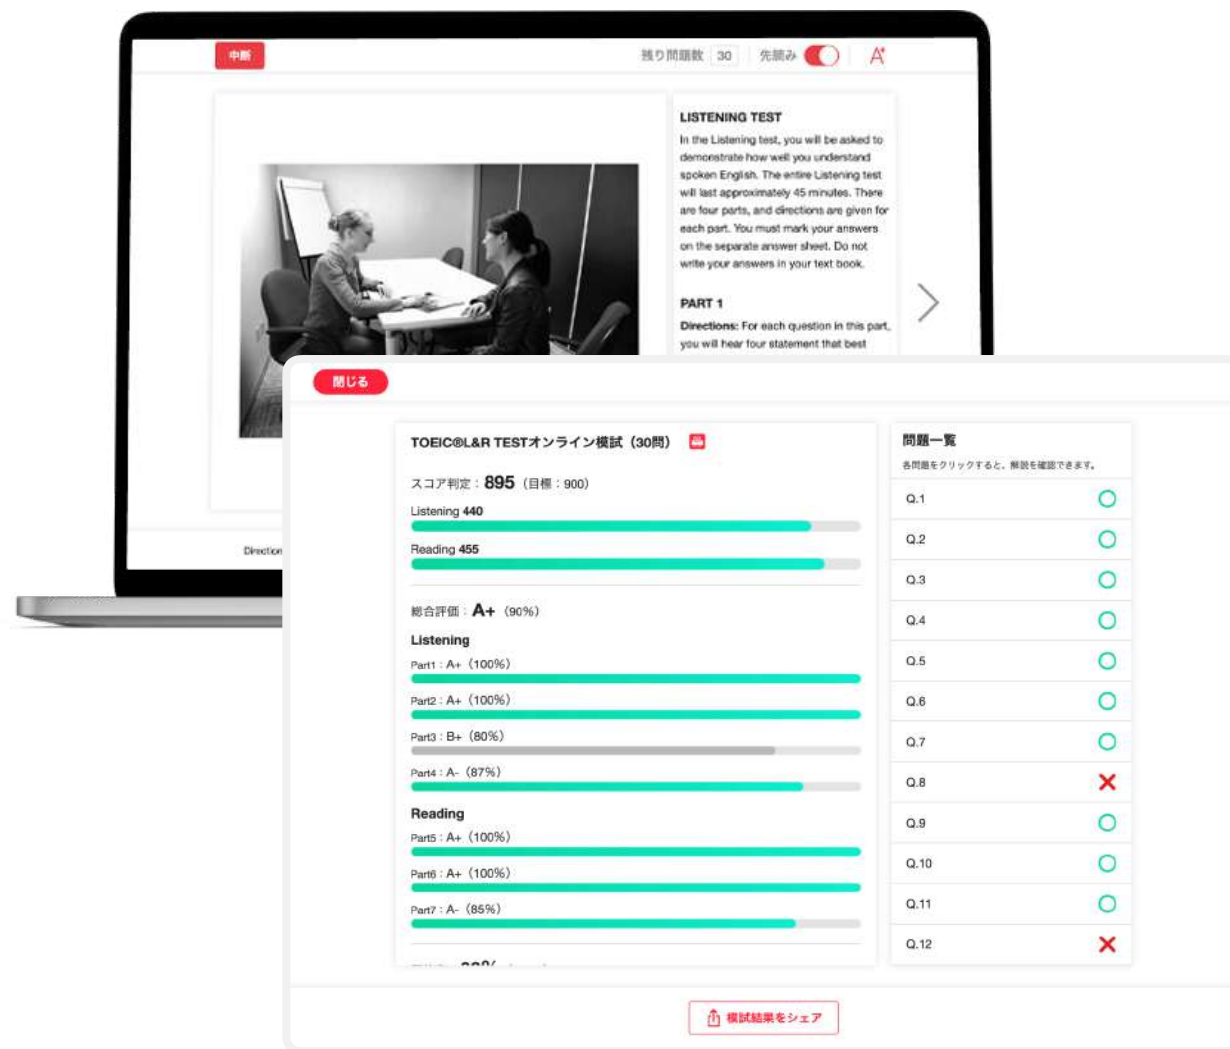 中断
残り問題数 30 先読み
LISTENING TEST
In the Listening test, you will be asked to
demonstrate how well you understand
spoken English. The entire Listening test
will last approximately 45 minutes. There
are four parts, and directions are given for
each part. You must mark your answers
on the separate answer sheet. Do not
write your answers in your text book.
PART 1
Directions: For each question in this part,
you will hear four statement that best
Direction
閉じる
TOEIC®L&R TESTオンライン模試（30問）
スコア判定：895（目標：900）
Listening 440
Reading 455
総合評価：A+（90%）
Listening
Part1：A+（100%）
Part2：A+（100%）
Part3：B+（80%）
Part4：A-（87%）
Reading
Part5：A+（100%）
Part6：A+（100%）
Part7：A-（85%）
問題一覧
各問題をクリックすると、解説を確認できます。
Q.1
Q.2
Q.3
Q.4
Q.5
Q.6
Q.7
Q.8
Q.9
Q.10
Q.11
Q.12
模試結果をシェア